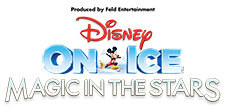 Produced by Feld Entertainment
Disney
ON ICE
MAGIC IN THE STARS